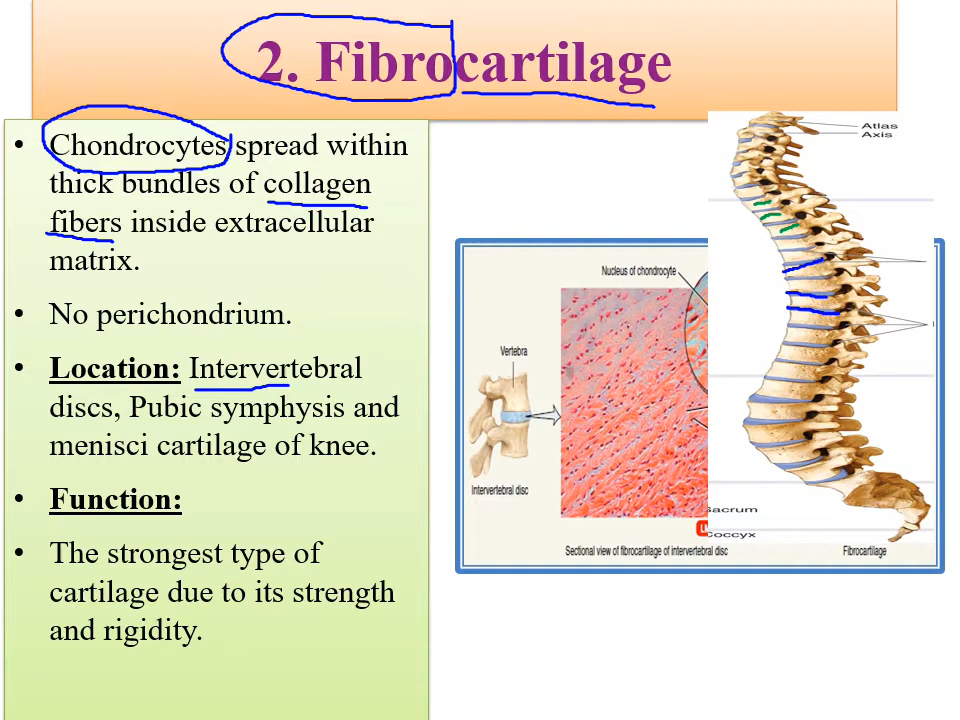 2. Fibrocartilage
• Chondrocytes spread within
thick bundles of collagen
fibers inside extracellular
matrix.
• No perichondrium.
• Location: Intervertebral
discs, Pubic symphysis and
menisci cartilage of knee.
• Function:
• The strongest type of
cartilage due to its strength
and rigidity.
Atlas
Axis
Nucleus of chondrocyte
Vertebra
Intervertebral disc
Sacrum
LM
Coccyx
Sectional view of fibrocartilage of intervertebral disc
Fibrocartilage